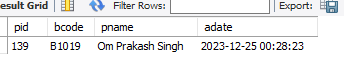 esult Grid Filter Rows: Export:
pid bcode pname adate
139 B1019 Om Prakash Singh 2023-12-25 00:28:23